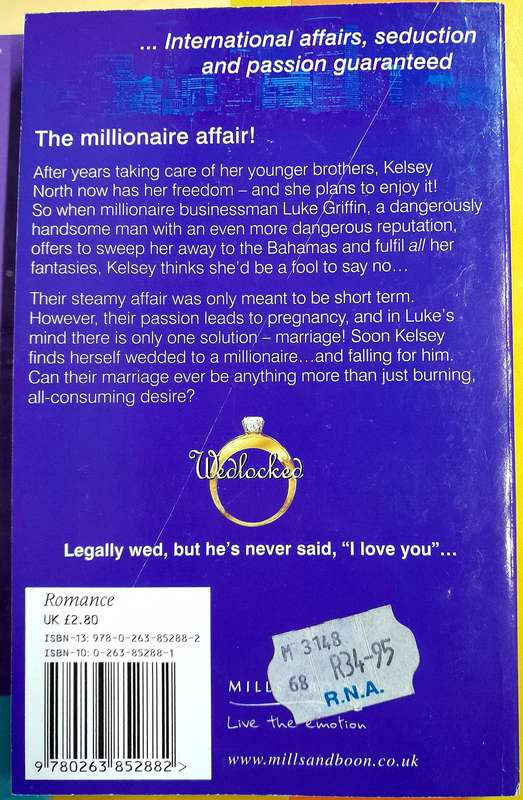 ... International affairs, seduction
and passion guaranteed
The millionaire affair!
After years taking care of her younger brothers, Kelsey
North now has her freedom – and she plans to enjoy it!
So when millionaire businessman Luke Griffin, a dangerously
handsome man with an even more dangerous reputation,
offers to sweep her away to the Bahamas and fulfil all her
fantasies, Kelsey thinks she'd be a fool to say no…
Their steamy affair was only meant to be short term.
However, their passion leads to pregnancy, and in Luke's
mind there is only one solution – marriage! Soon Kelsey
finds herself wedded to a millionaire…and falling for him.
Can their marriage ever be anything more than just burning,
all-consuming desire?
Wedlocked
Legally wed, but he's never said, "I love you"…
Romance
UK £2.80
ISBN-13: 978-0-263-85288-2
ISBN-10: 0-263-85288-1
9 780263 852882 >
M 3148
68 R34-95
R.N.A.
MILL
Live the emotion
www.millsandboon.co.uk